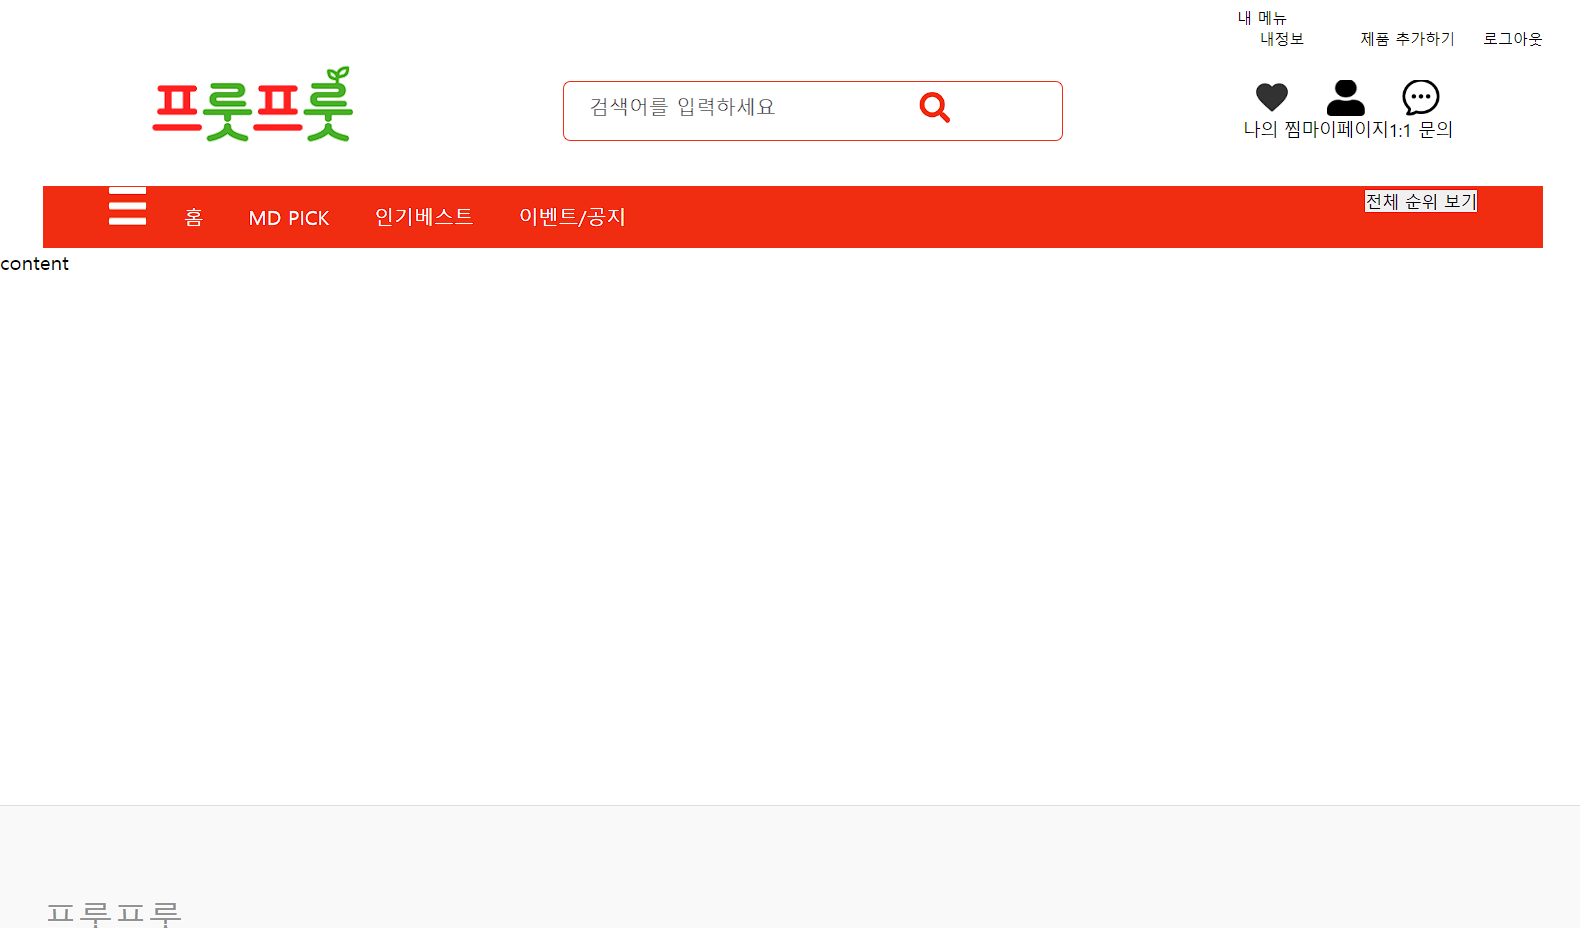 내 메뉴
내정보 제품 추가하기 로그아웃
프룻프룻
검색어를 입력하세요
나의 찜마이페이지1:1 문의
홈 MD PICK 인기베스트 이벤트/공지 전체 순위 보기
content
프룻프룻